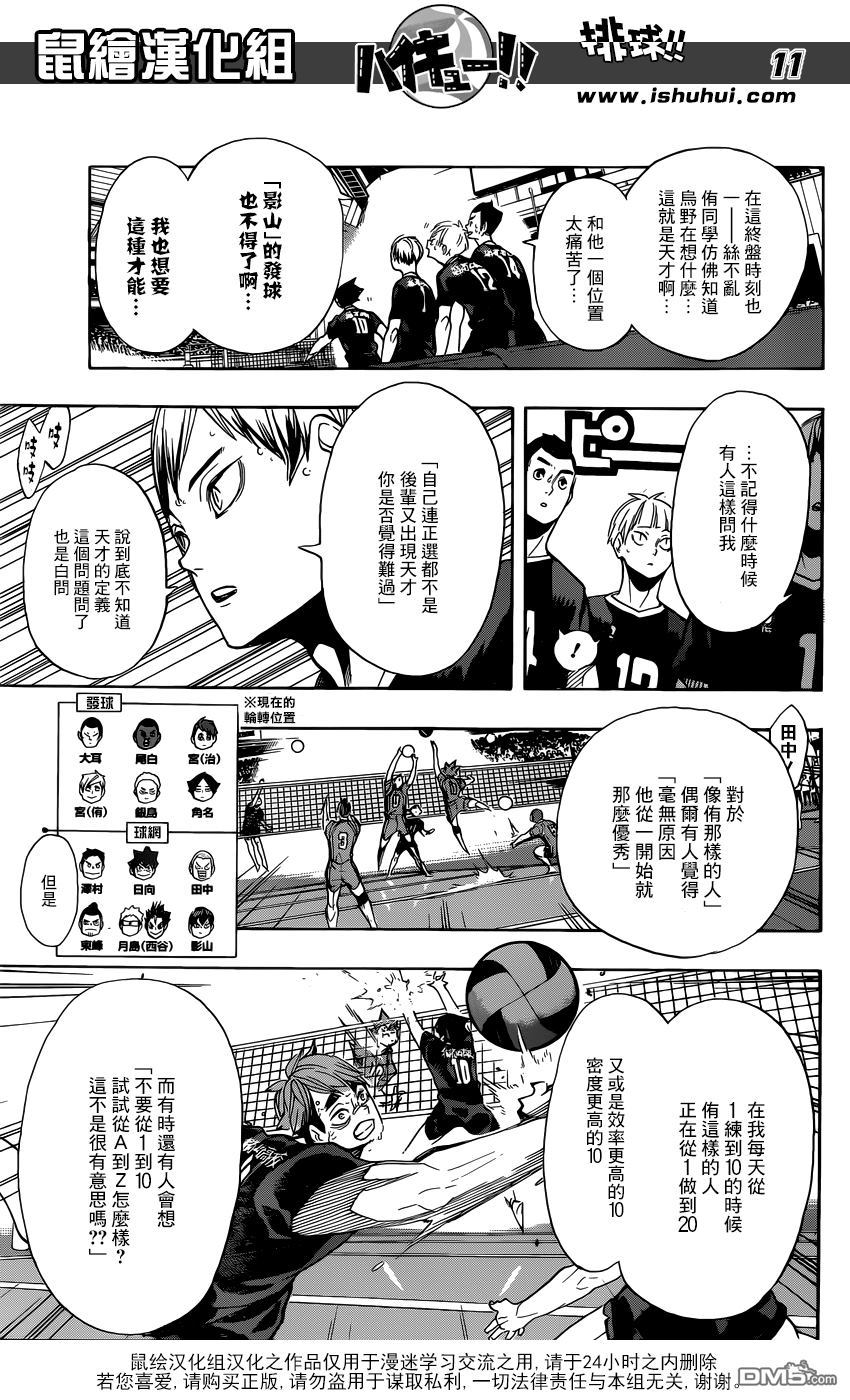 鼠繪漢化組
ハイキュー!!
排球!!
11
www.ishuhui.com
在這終盤時刻也
一──絲不亂
侑同學仿佛知道
烏野在想什麼…
這就是天才啊…
和他一個位置
太痛苦了…
「影山」的發球
也不得了啊…
我也想要
這種才能…
7
10
12
14
…不記得什麼時候
有人這樣問我
ピー
!
「自己連正選都不是
後輩又出現天才
你是否覺得難過」
吱
吱
說到底不知道
天才的定義
這個問題問了
也是白問
田中!
對於
「像侑那樣的人」
偶爾有人覺得
「毫無原因
他從一開始就
那麼優秀」
3
※現在的
輪轉位置
發球
大耳
尾白
宮(治)
宮(侑)
銀島
角名
球網
澤村
日向
田中
東峰
月島(西谷)
影山
但是
在我每天從
1練到10的時候
侑這樣的人
正在從1做到20
又或是效率更高的10
密度更高的10
10
而有時還有人會想
「不要從1到10
試試從A到Z怎麼樣?
這不是很有意思嗎??」
鼠绘汉化组汉化之作品仅用于漫迷学习交流之用, 请于24小时之内删除
若您喜爱, 请购买正版, 请勿用于谋取私利, 一切法律责任与本组无关, 谢谢。
DM5.com